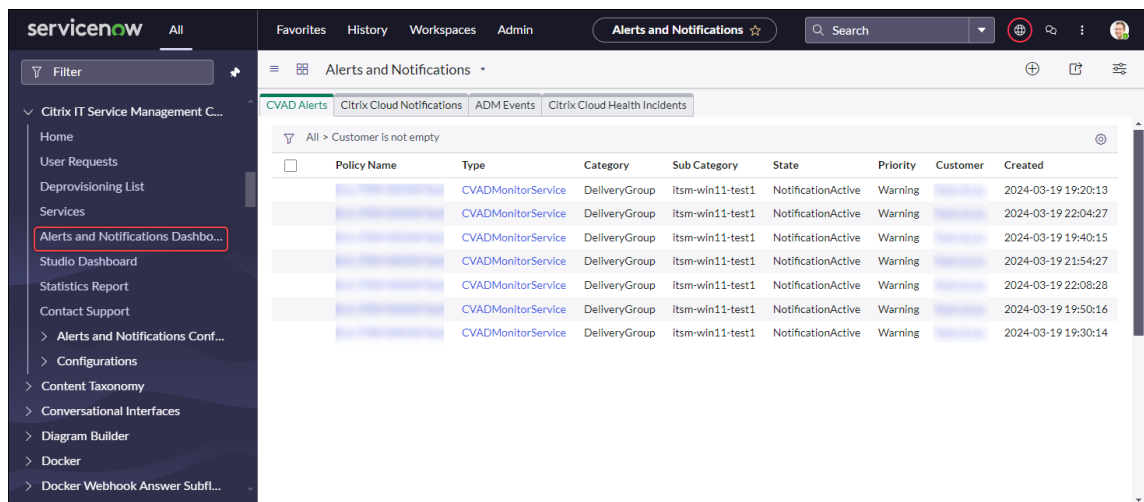 servicenow All Favorites History Workspaces Admin Alerts and Notifications Search
Filter
Alerts and Notifications
Citrix IT Service Management C...
Home
User Requests
Deprovisioning List
Services
Alerts and Notifications Dashbo...
Studio Dashboard
Statistics Report
Contact Support
Alerts and Notifications Conf...
Configurations
Content Taxonomy
Conversational Interfaces
Diagram Builder
Docker
Docker Webhook Answer Subfl...
CVAD Alerts Citrix Cloud Notifications ADM Events Citrix Cloud Health Incidents
All > Customer is not empty
Policy Name Type Category Sub Category State Priority Customer Created
CVADMonitorService DeliveryGroup itsm-win11-test1 NotificationActive Warning 2024-03-19 19:20:13
CVADMonitorService DeliveryGroup itsm-win11-test1 NotificationActive Warning 2024-03-19 22:04:27
CVADMonitorService DeliveryGroup itsm-win11-test1 NotificationActive Warning 2024-03-19 19:40:15
CVADMonitorService DeliveryGroup itsm-win11-test1 NotificationActive Warning 2024-03-19 21:54:27
CVADMonitorService DeliveryGroup itsm-win11-test1 NotificationActive Warning 2024-03-19 22:08:28
CVADMonitorService DeliveryGroup itsm-win11-test1 NotificationActive Warning 2024-03-19 19:50:16
CVADMonitorService DeliveryGroup itsm-win11-test1 NotificationActive Warning 2024-03-19 19:30:14